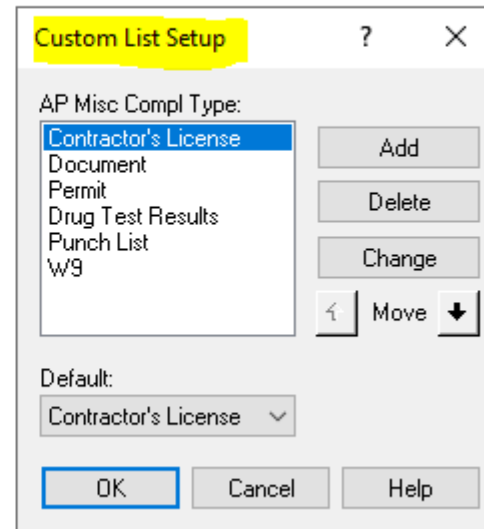 Custom List Setup ?
AP Misc Compl Type:
Contractor's License
Document
Permit
Drug Test Results
Punch List
W9
Add
Delete
Change
Move
Default:
Contractor's License
OK Cancel Help